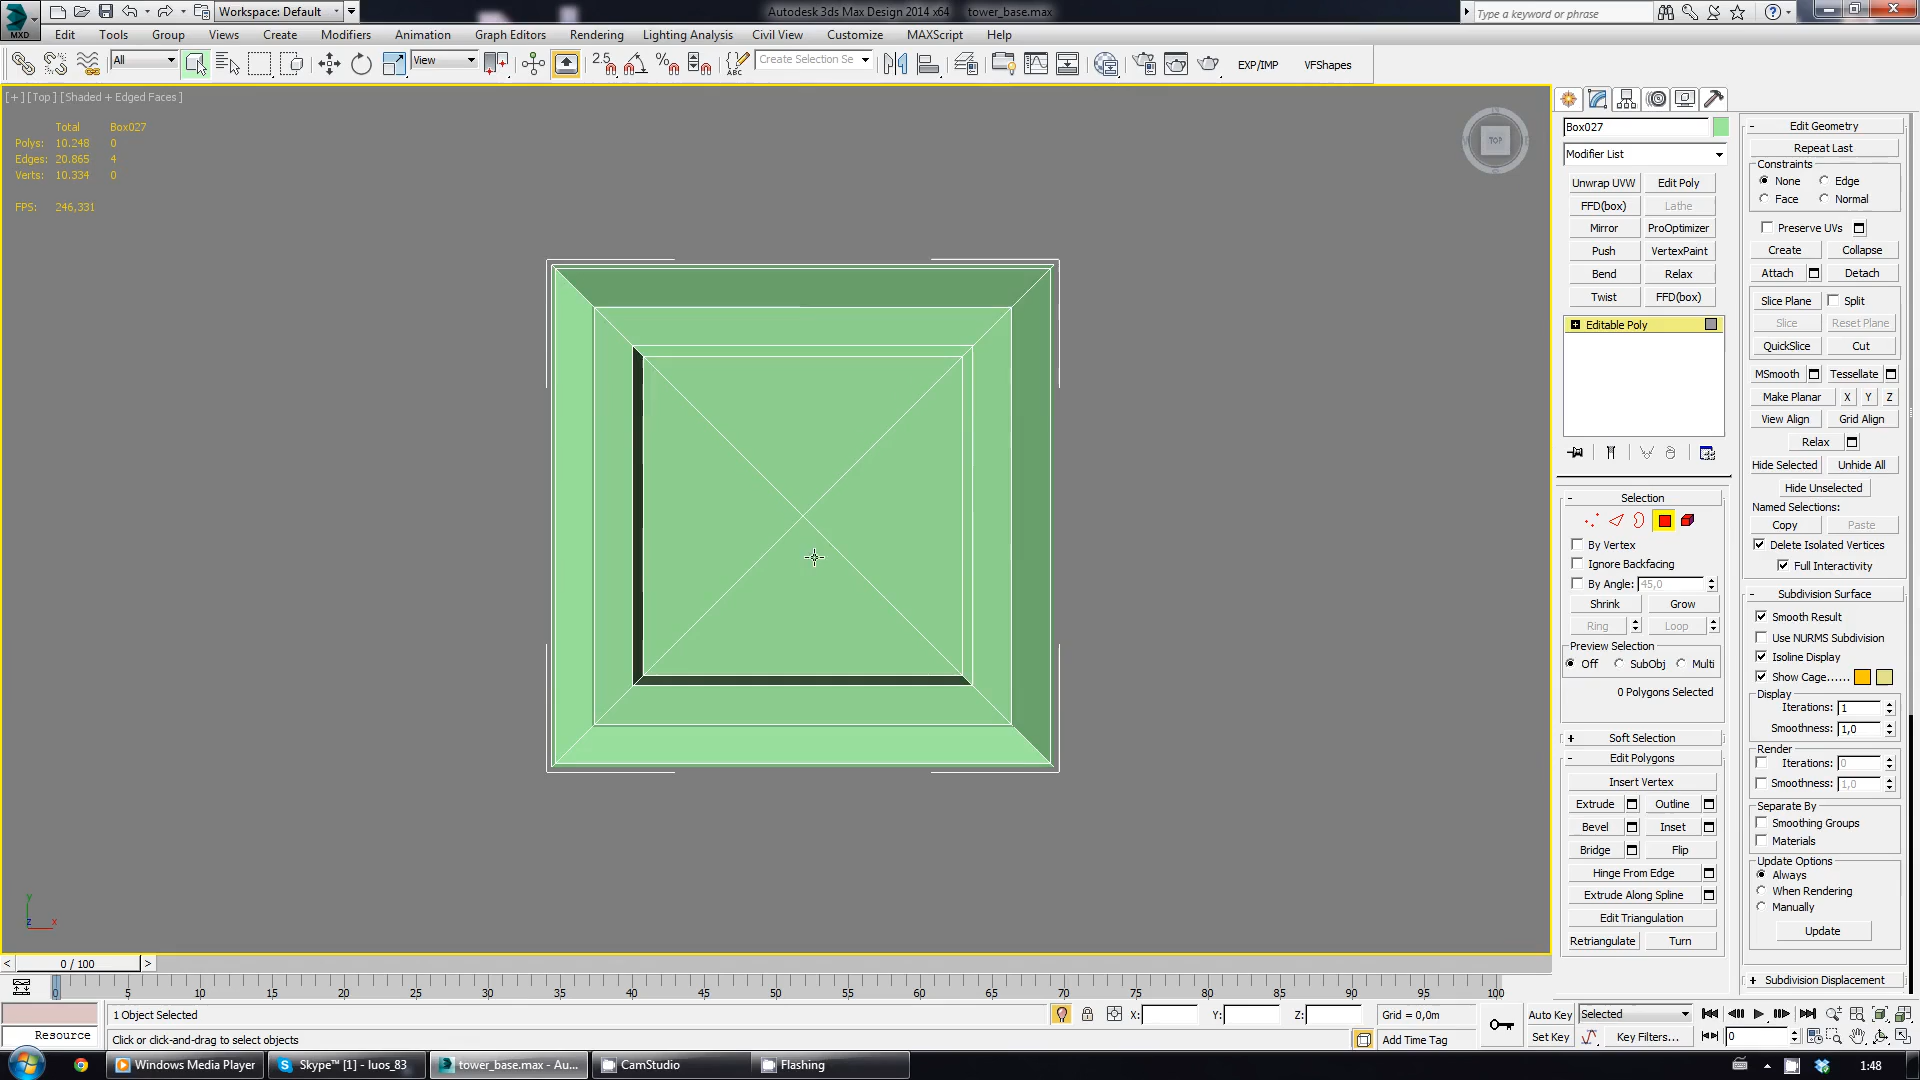 Workspace: Default
Autodesk 3ds Max Design 2014 x64    tower_base.max
Type a keyword or phrase
MXD
Edit Tools Group Views Create Modifiers Animation Graph Editors Rendering Lighting Analysis Civil View Customize MAXScript Help
All View 2.5 Create Selection Se EXP/IMP VFShapes
[+] [Top] [Shaded + Edged Faces]
Total Box027
Polys: 10.248 0
Edges: 20.865 4
Verts: 10.334 0
FPS: 246,331
TOP
Box027
Modifier List
Unwrap UVW Edit Poly
FFD(box) Lathe
Mirror ProOptimizer
Push VertexPaint
Bend Relax
Twist FFD(box)
Editable Poly
- Selection
By Vertex
Ignore Backfacing
By Angle: 45,0
Shrink Grow
Ring Loop
Preview Selection
Off SubObj Multi
0 Polygons Selected
+ Soft Selection
- Edit Polygons
Insert Vertex
Extrude Outline
Bevel Inset
Bridge Flip
Hinge From Edge
Extrude Along Spline
Edit Triangulation
Retriangulate Turn
- Edit Geometry
Repeat Last
Constraints
None Edge
Face Normal
Preserve UVs
Create Collapse
Attach Detach
Slice Plane Split
Slice Reset Plane
QuickSlice Cut
MSmooth Tessellate
Make Planar X Y Z
View Align Grid Align
Relax
Hide Selected Unhide All
Hide Unselected
Named Selections:
Copy Paste
Delete Isolated Vertices
Full Interactivity
- Subdivision Surface
Smooth Result
Use NURMS Subdivision
Isoline Display
Show Cage......
Display
Iterations: 1
Smoothness: 1,0
Render
Iterations: 0
Smoothness: 1,0
Separate By
Smoothing Groups
Materials
Update Options
Always
When Rendering
Manually
Update
+ Subdivision Displacement
y
z x
< 0 / 100 >
0 5 10 15 20 25 30 35 40 45 50 55 60 65 70 75 80 85 90 95 100
1 Object Selected X: Y: Z: Grid = 0,0m Auto Key Selected
Resource Click or click-and-drag to select objects Add Time Tag Set Key Key Filters... 0
Windows Media Player Skype™ [1] - luos_83 tower_base.max - Au... CamStudio Flashing 1:48